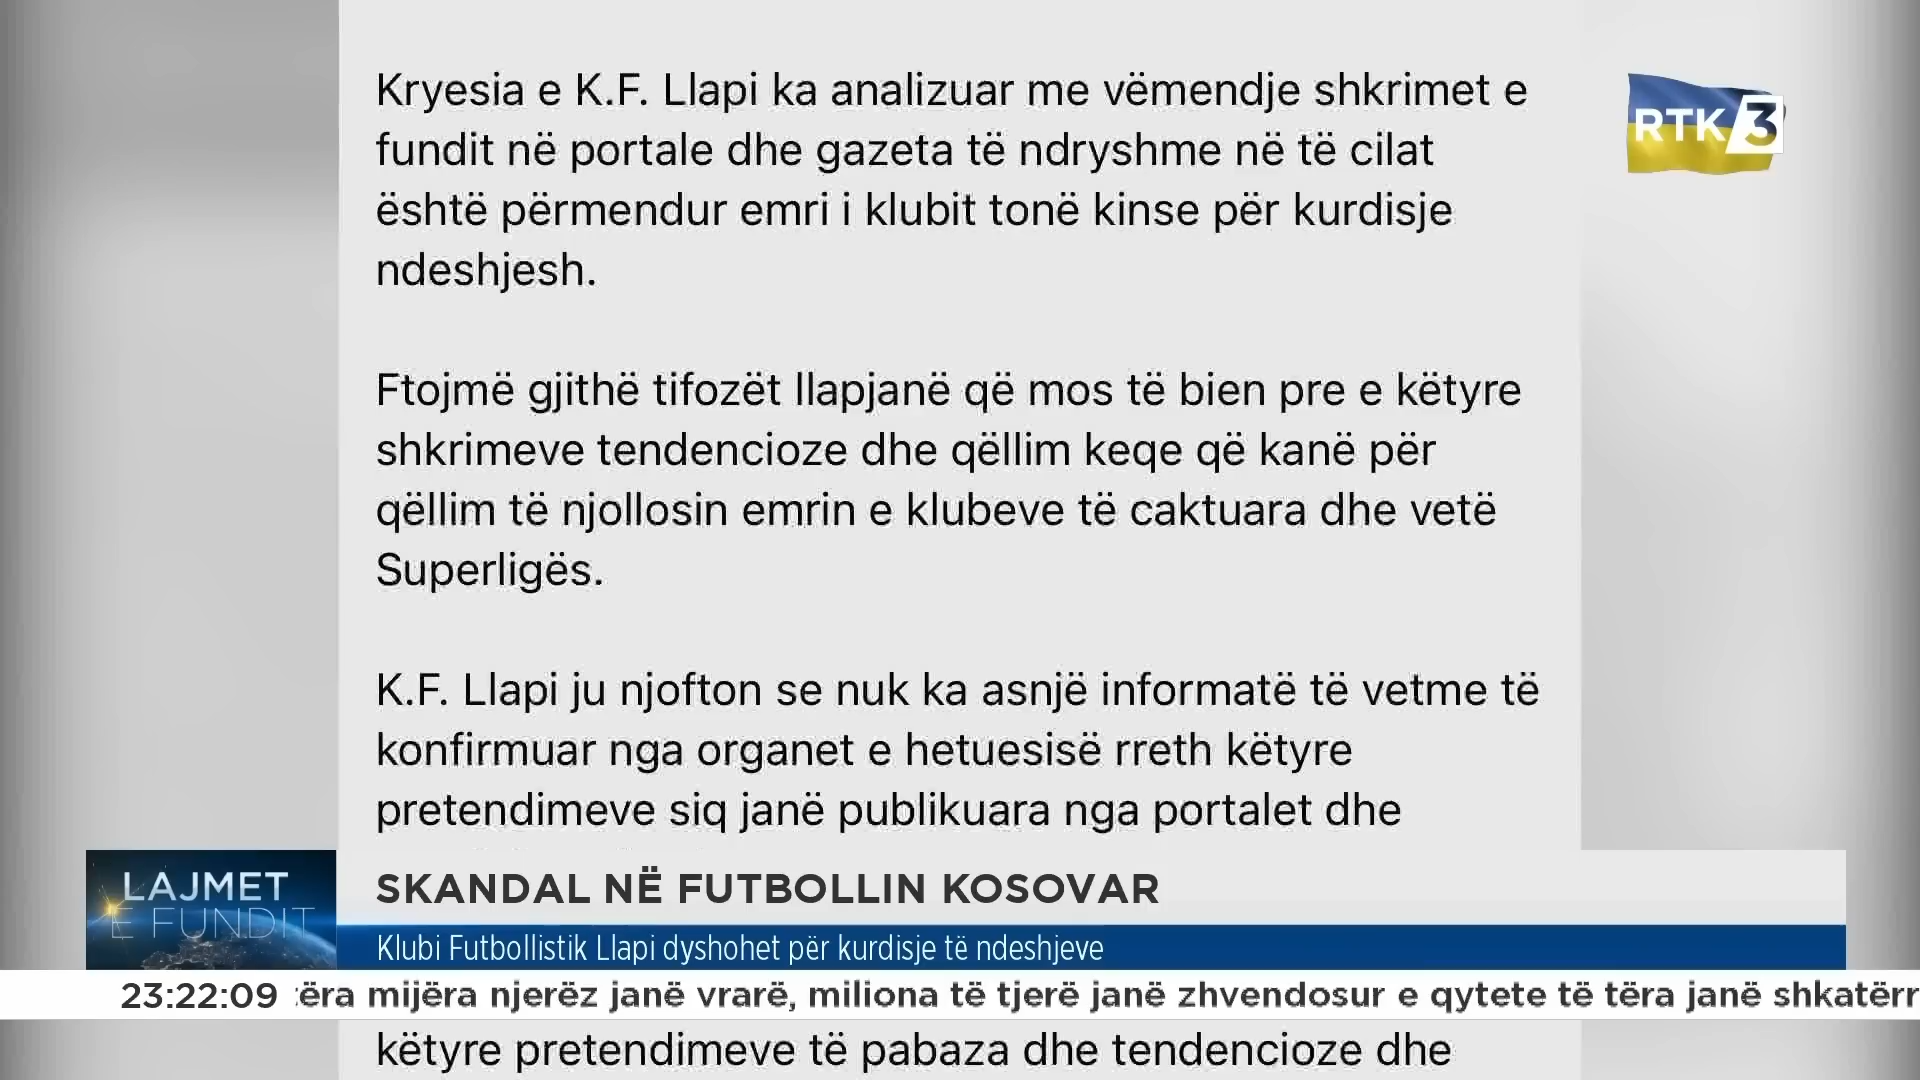 Kryesia e K.F. Llapi ka analizuar me vëmendje shkrimet e
fundit në portale dhe gazeta të ndryshme në të cilat
është përmendur emri i klubit tonë kinse për kurdisje
ndeshjesh.
Ftojmë gjithë tifozët llapjanë që mos të bien pre e këtyre
shkrimeve tendencioze dhe qëllim keqe që kanë për
qëllim të njollosin emrin e klubeve të caktuara dhe vetë
Superligës.
K.F. Llapi ju njofton se nuk ka asnjë informatë të vetme të
konfirmuar nga organet e hetuesisë rreth këtyre
pretendimeve siq janë publikuara nga portalet dhe
RTK 3
LAJMET
E FUNDIT
SKANDAL NË FUTBOLLIN KOSOVAR
Klubi Futbollistik Llapi dyshohet për kurdisje të ndeshjeve
23:22:09 tëra mijëra njerëz janë vrarë, miliona të tjerë janë zhvendosur e qytete të tëra janë shkatërr
këtyre pretendimeve të pabaza dhe tendencioze dhe